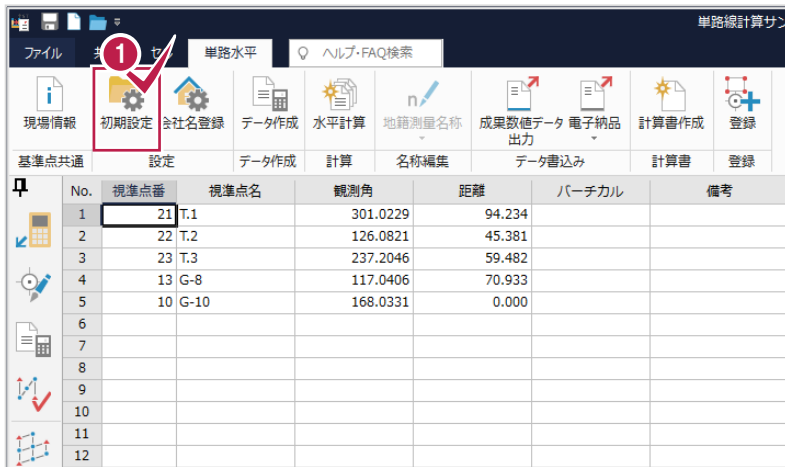 単路線計算サン
ファイル 単路水平 ヘルプ・FAQ検索
1
現場情報 初期設定 会社名登録 データ作成 水平計算 地籍測量名称 成果数値データ 出力 電子納品 計算書作成 登録
基準点共通 設定 データ作成 計算 名称編集 データ書込み 計算書 登録
No. 視準点番 視準点名 観測角 距離 バーチカル 備考
1 21 T.1 301.0229 94.234
2 22 T.2 126.0821 45.381
3 23 T.3 237.2046 59.482
4 13 G-8 117.0406 70.933
5 10 G-10 168.0331 0.000
6
7
8
9
10
11
12